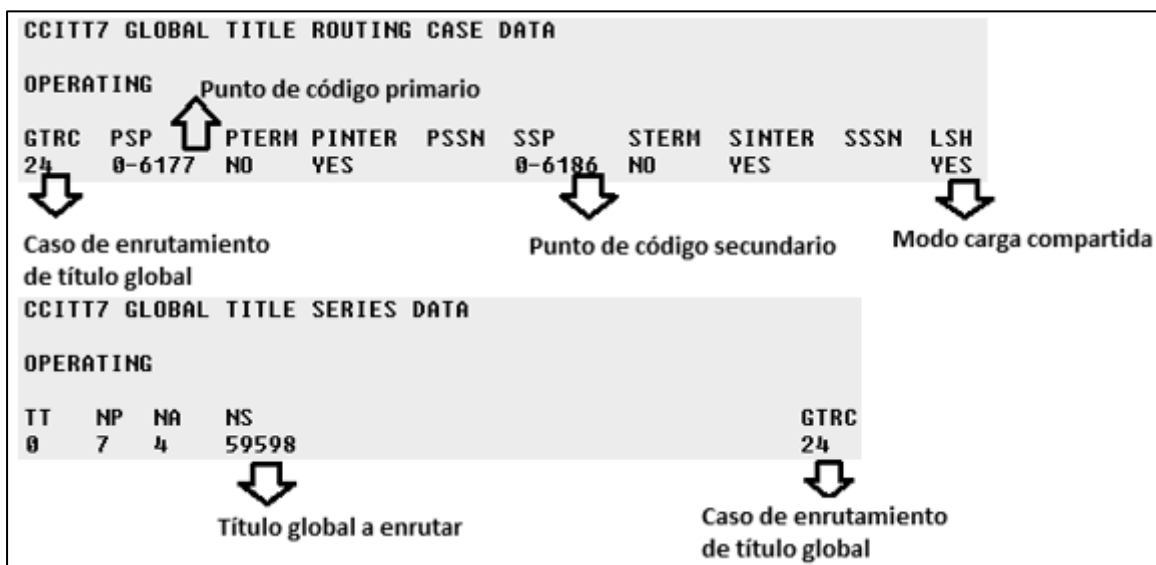 CCITT7 GLOBAL TITLE ROUTING CASE DATA
OPERATING
Punto de código primario
GTRC PSP PTERM PINTER PSSN SSP STERM SINTER SSSN LSH
24 0-6177 NO YES 0-6186 NO YES YES
Caso de enrutamiento
de título global
Punto de código secundario
Modo carga compartida
CCITT7 GLOBAL TITLE SERIES DATA
OPERATING
TT NP NA NS GTRC
0 7 4 59598 24
Título global a enrutar
Caso de enrutamiento
de título global